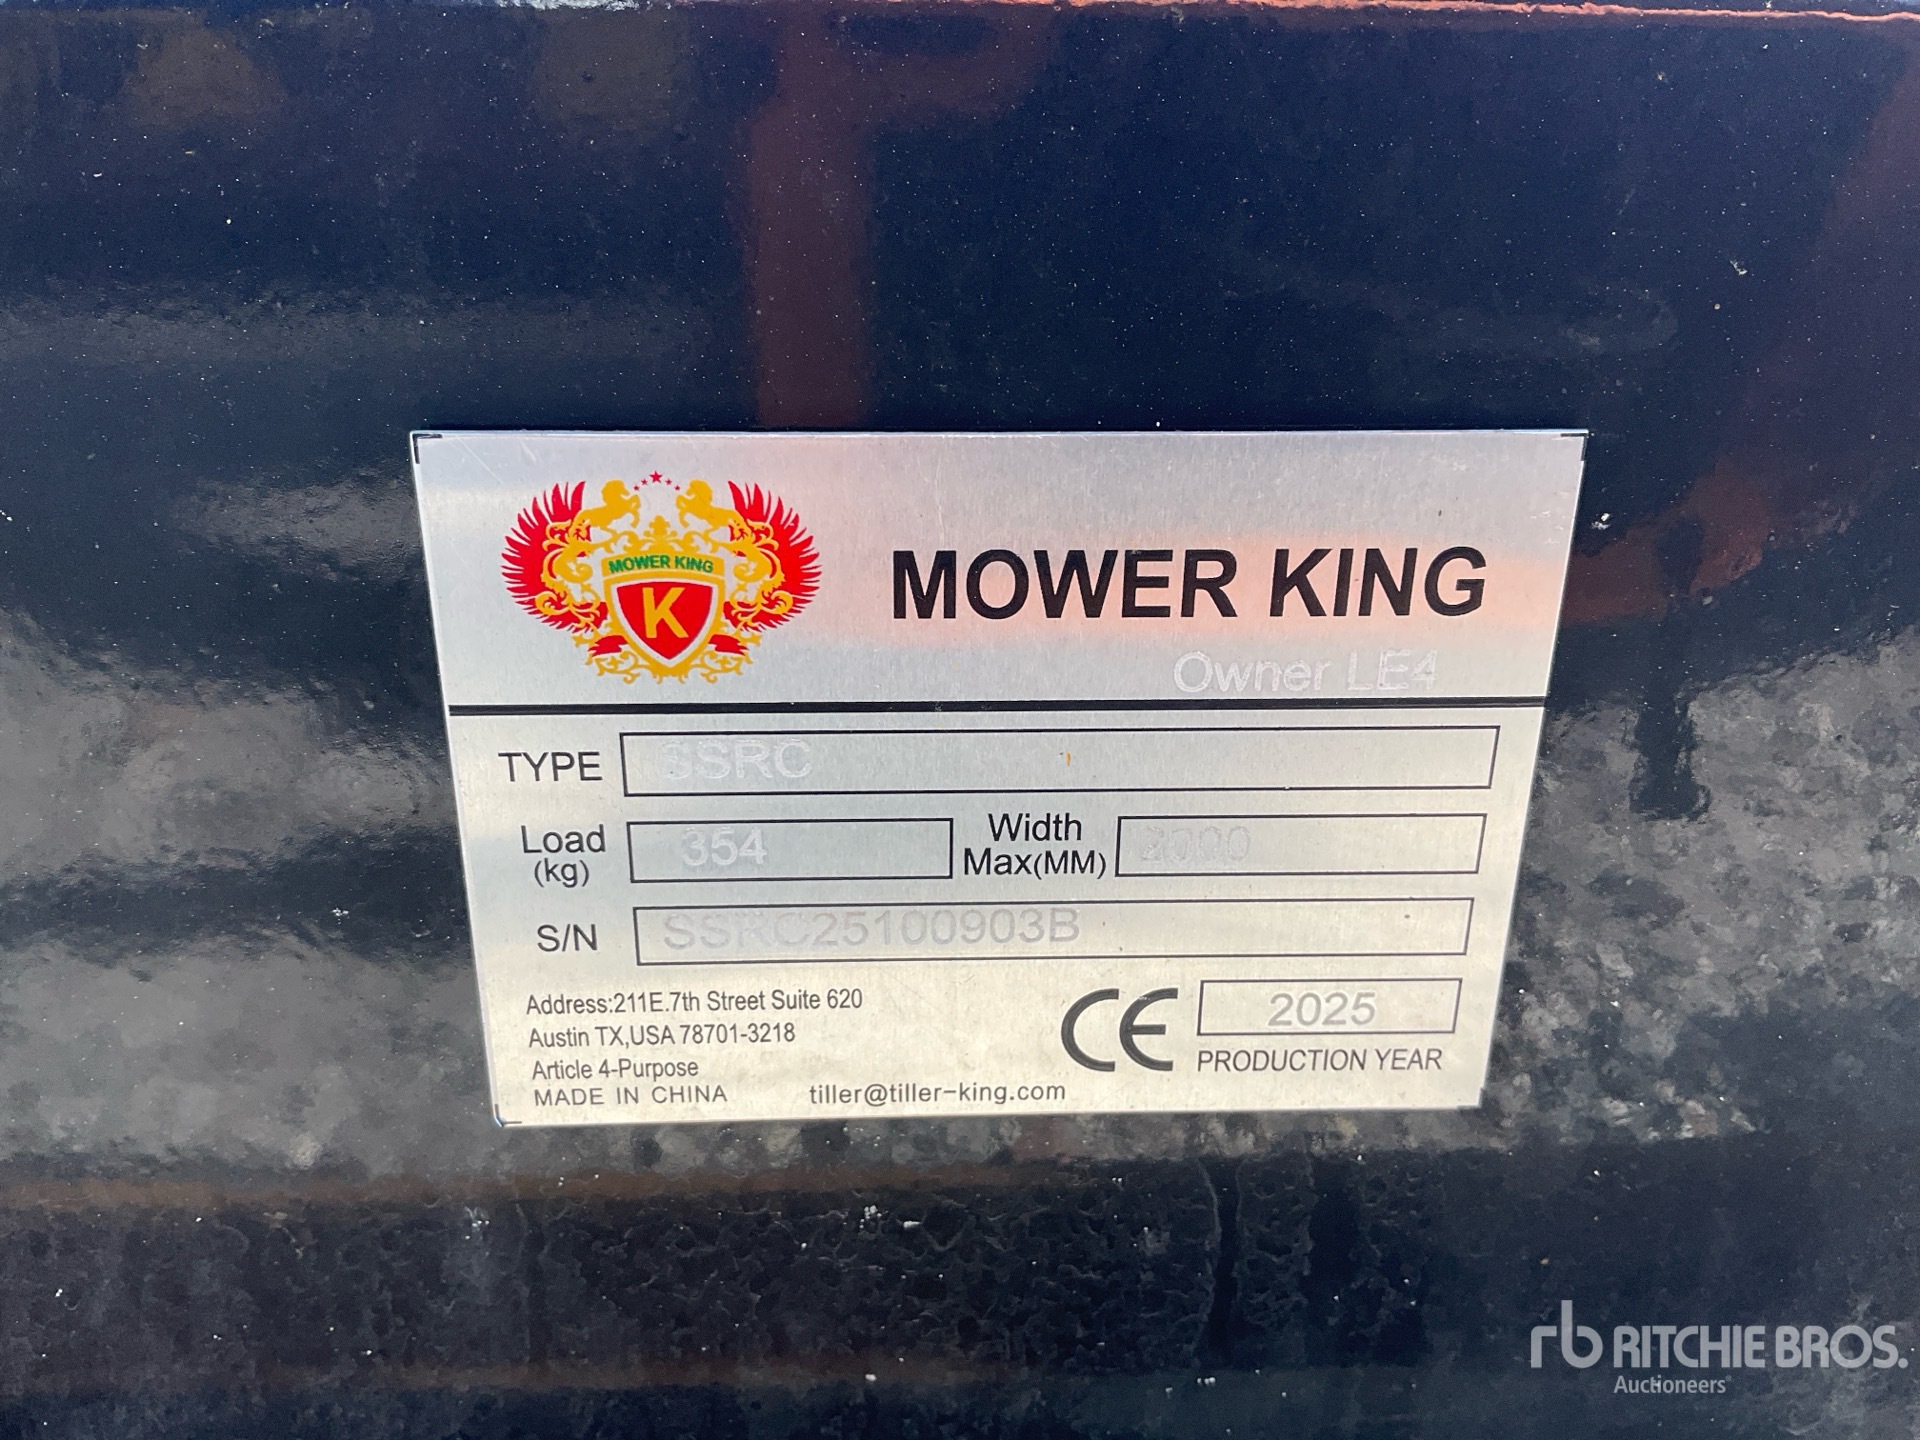 MOWER KING
K
MOWER KING
Owner LE4
TYPE SSRC
Load (kg) 354 Width Max(MM)
S/N SSRC25100903B
Address:211E.7th Street Suite 620
Austin TX,USA 78701-3218
Article 4-Purpose
MADE IN CHINA tiller@tiller-king.com
CE 2025
PRODUCTION YEAR
rb RITCHIE BROS.
Auctioneers